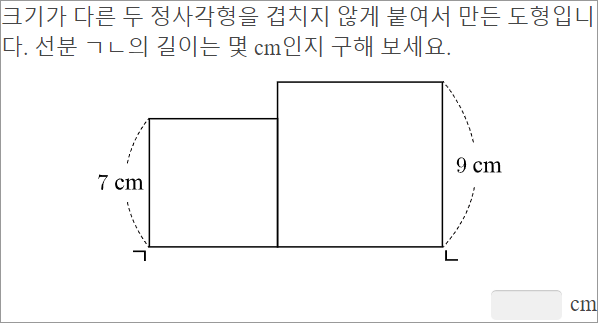 크기가 다른 두 정사각형을 겹치지 않게 붙여서 만든 도형입니
다. 선분 ㄱㄴ의 길이는 몇 cm인지 구해 보세요.
7 cm
9 cm
ㄱ
ㄴ
cm